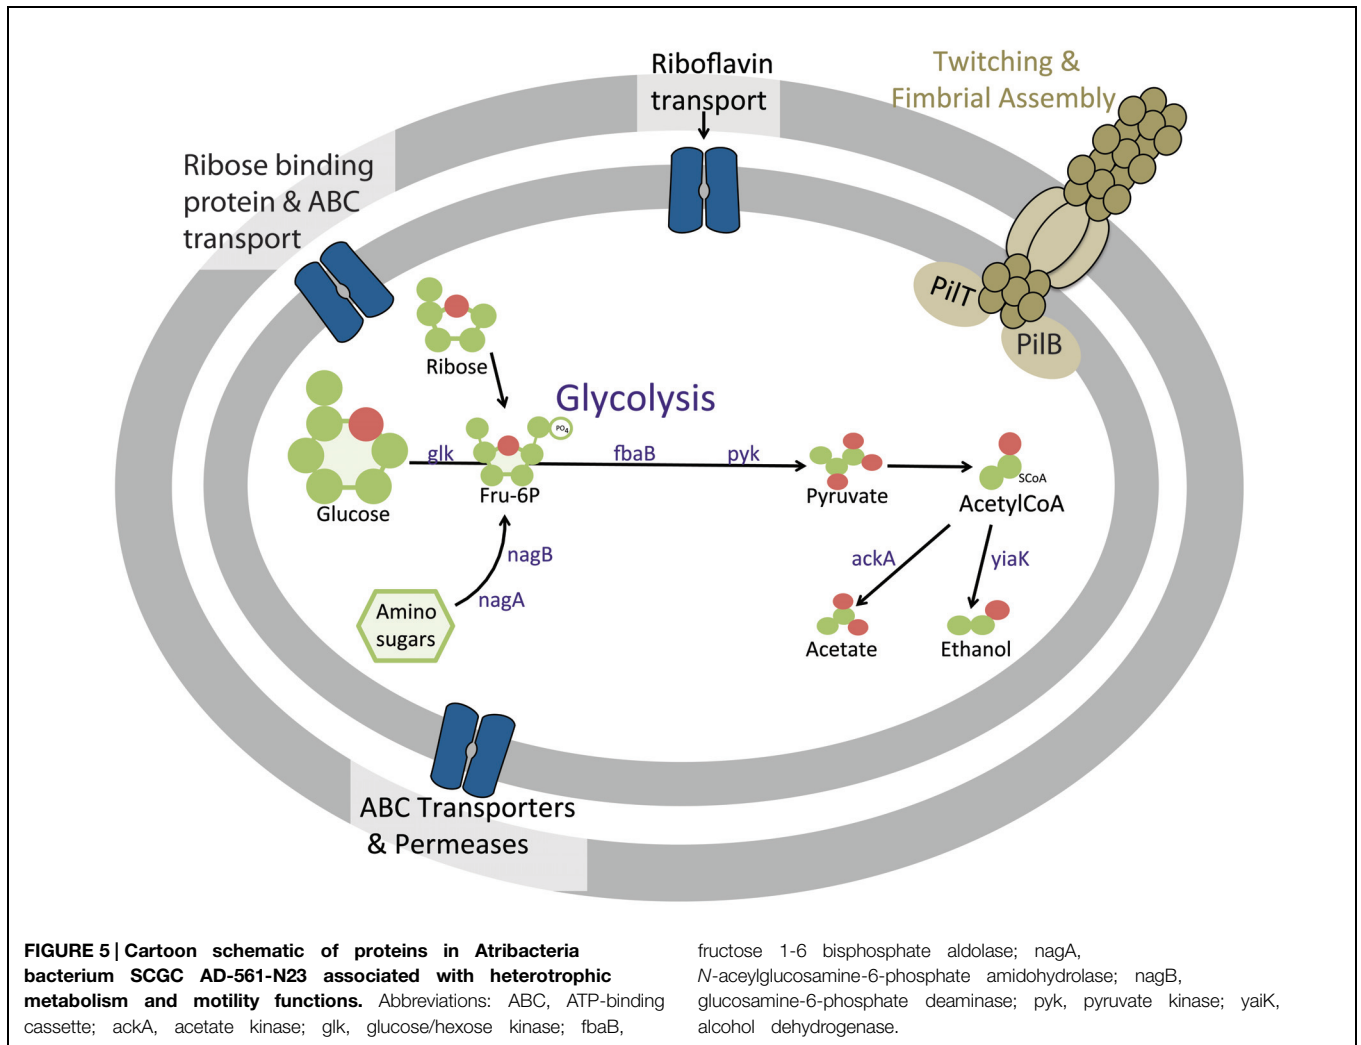 Riboflavin
transport
Twitching &
Fimbrial Assembly
Ribose binding
protein & ABC
transport
PilT
PilB
Ribose
Glycolysis
PO4
glk
fbaB
pyk
Glucose
Fru-6P
Pyruvate
SCoA
AcetylCoA
nagB
nagA
ackA
yiaK
Amino
sugars
Acetate
Ethanol
ABC Transporters
& Permeases
FIGURE 5 | Cartoon schematic of proteins in Atribacteria
bacterium SCGC AD-561-N23 associated with heterotrophic
metabolism and motility functions. Abbreviations: ABC, ATP-binding
cassette; ackA, acetate kinase; glk, glucose/hexose kinase; fbaB,
fructose 1-6 bisphosphate aldolase; nagA,
N-aceylglucosamine-6-phosphate amidohydrolase; nagB,
glucosamine-6-phosphate deaminase; pyk, pyruvate kinase; yaiK,
alcohol dehydrogenase.